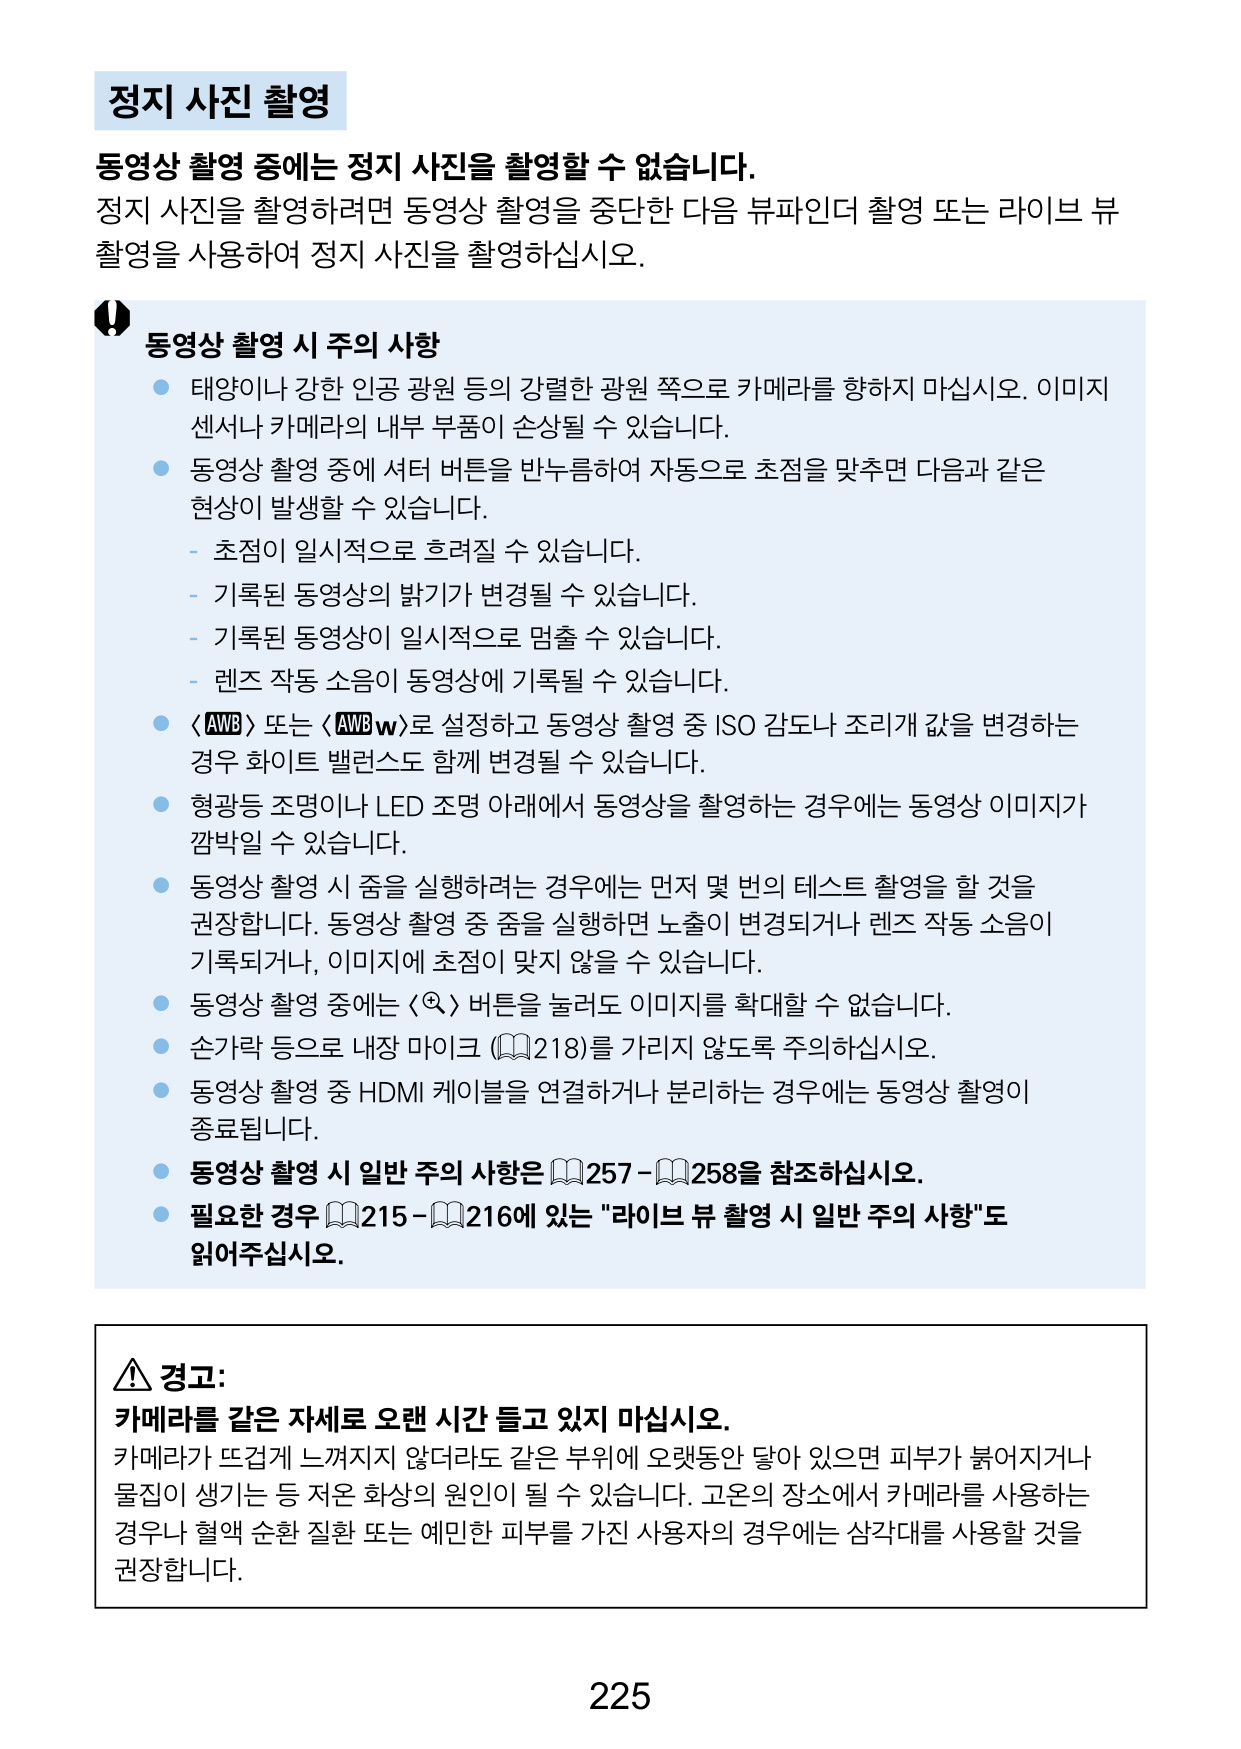 정지 사진 촬영
동영상 촬영 중에는 정지 사진을 촬영할 수 없습니다.
정지 사진을 촬영하려면 동영상 촬영을 중단한 다음 뷰파인더 촬영 또는 라이브 뷰
촬영을 사용하여 정지 사진을 촬영하십시오.
동영상 촬영 시 주의 사항
● 태양이나 강한 인공 광원 등의 강렬한 광원 쪽으로 카메라를 향하지 마십시오. 이미지
센서나 카메라의 내부 부품이 손상될 수 있습니다.
● 동영상 촬영 중에 셔터 버튼을 반누름하여 자동으로 초점을 맞추면 다음과 같은
현상이 발생할 수 있습니다.
- 초점이 일시적으로 흐려질 수 있습니다.
- 기록된 동영상의 밝기가 변경될 수 있습니다.
- 기록된 동영상이 일시적으로 멈출 수 있습니다.
- 렌즈 작동 소음이 동영상에 기록될 수 있습니다.
● 〈AWB〉 또는 〈AWB w〉로 설정하고 동영상 촬영 중 ISO 감도나 조리개 값을 변경하는
경우 화이트 밸런스도 함께 변경될 수 있습니다.
● 형광등 조명이나 LED 조명 아래에서 동영상을 촬영하는 경우에는 동영상 이미지가
깜박일 수 있습니다.
● 동영상 촬영 시 줌을 실행하려는 경우에는 먼저 몇 번의 테스트 촬영을 할 것을
권장합니다. 동영상 촬영 중 줌을 실행하면 노출이 변경되거나 렌즈 작동 소음이
기록되거나, 이미지에 초점이 맞지 않을 수 있습니다.
● 동영상 촬영 중에는 〈🔍〉 버튼을 눌러도 이미지를 확대할 수 없습니다.
● 손가락 등으로 내장 마이크 (📖218)를 가리지 않도록 주의하십시오.
● 동영상 촬영 중 HDMI 케이블을 연결하거나 분리하는 경우에는 동영상 촬영이
종료됩니다.
● 동영상 촬영 시 일반 주의 사항은 📖257–📖258을 참조하십시오.
● 필요한 경우 📖215–📖216에 있는 "라이브 뷰 촬영 시 일반 주의 사항"도
읽어주십시오.
⚠ 경고:
카메라를 같은 자세로 오랜 시간 들고 있지 마십시오.
카메라가 뜨겁게 느껴지지 않더라도 같은 부위에 오랫동안 닿아 있으면 피부가 붉어지거나
물집이 생기는 등 저온 화상의 원인이 될 수 있습니다. 고온의 장소에서 카메라를 사용하는
경우나 혈액 순환 질환 또는 예민한 피부를 가진 사용자의 경우에는 삼각대를 사용할 것을
권장합니다.
225